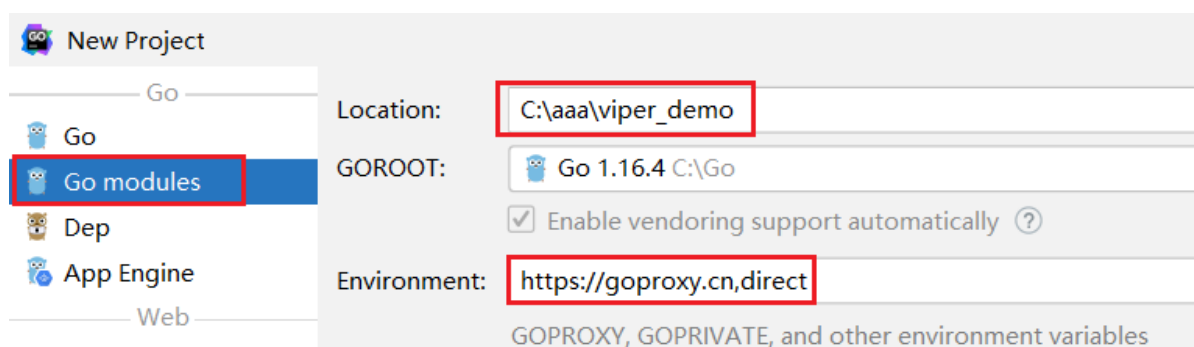 New Project
Go
Go
Go modules
Dep
App Engine
Web
Location:
C:\aaa\viper_demo
GOROOT:
Go 1.16.4 C:\Go
Enable vendoring support automatically ?
Environment:
https://goproxy.cn,direct
GOPROXY, GOPRIVATE, and other environment variables